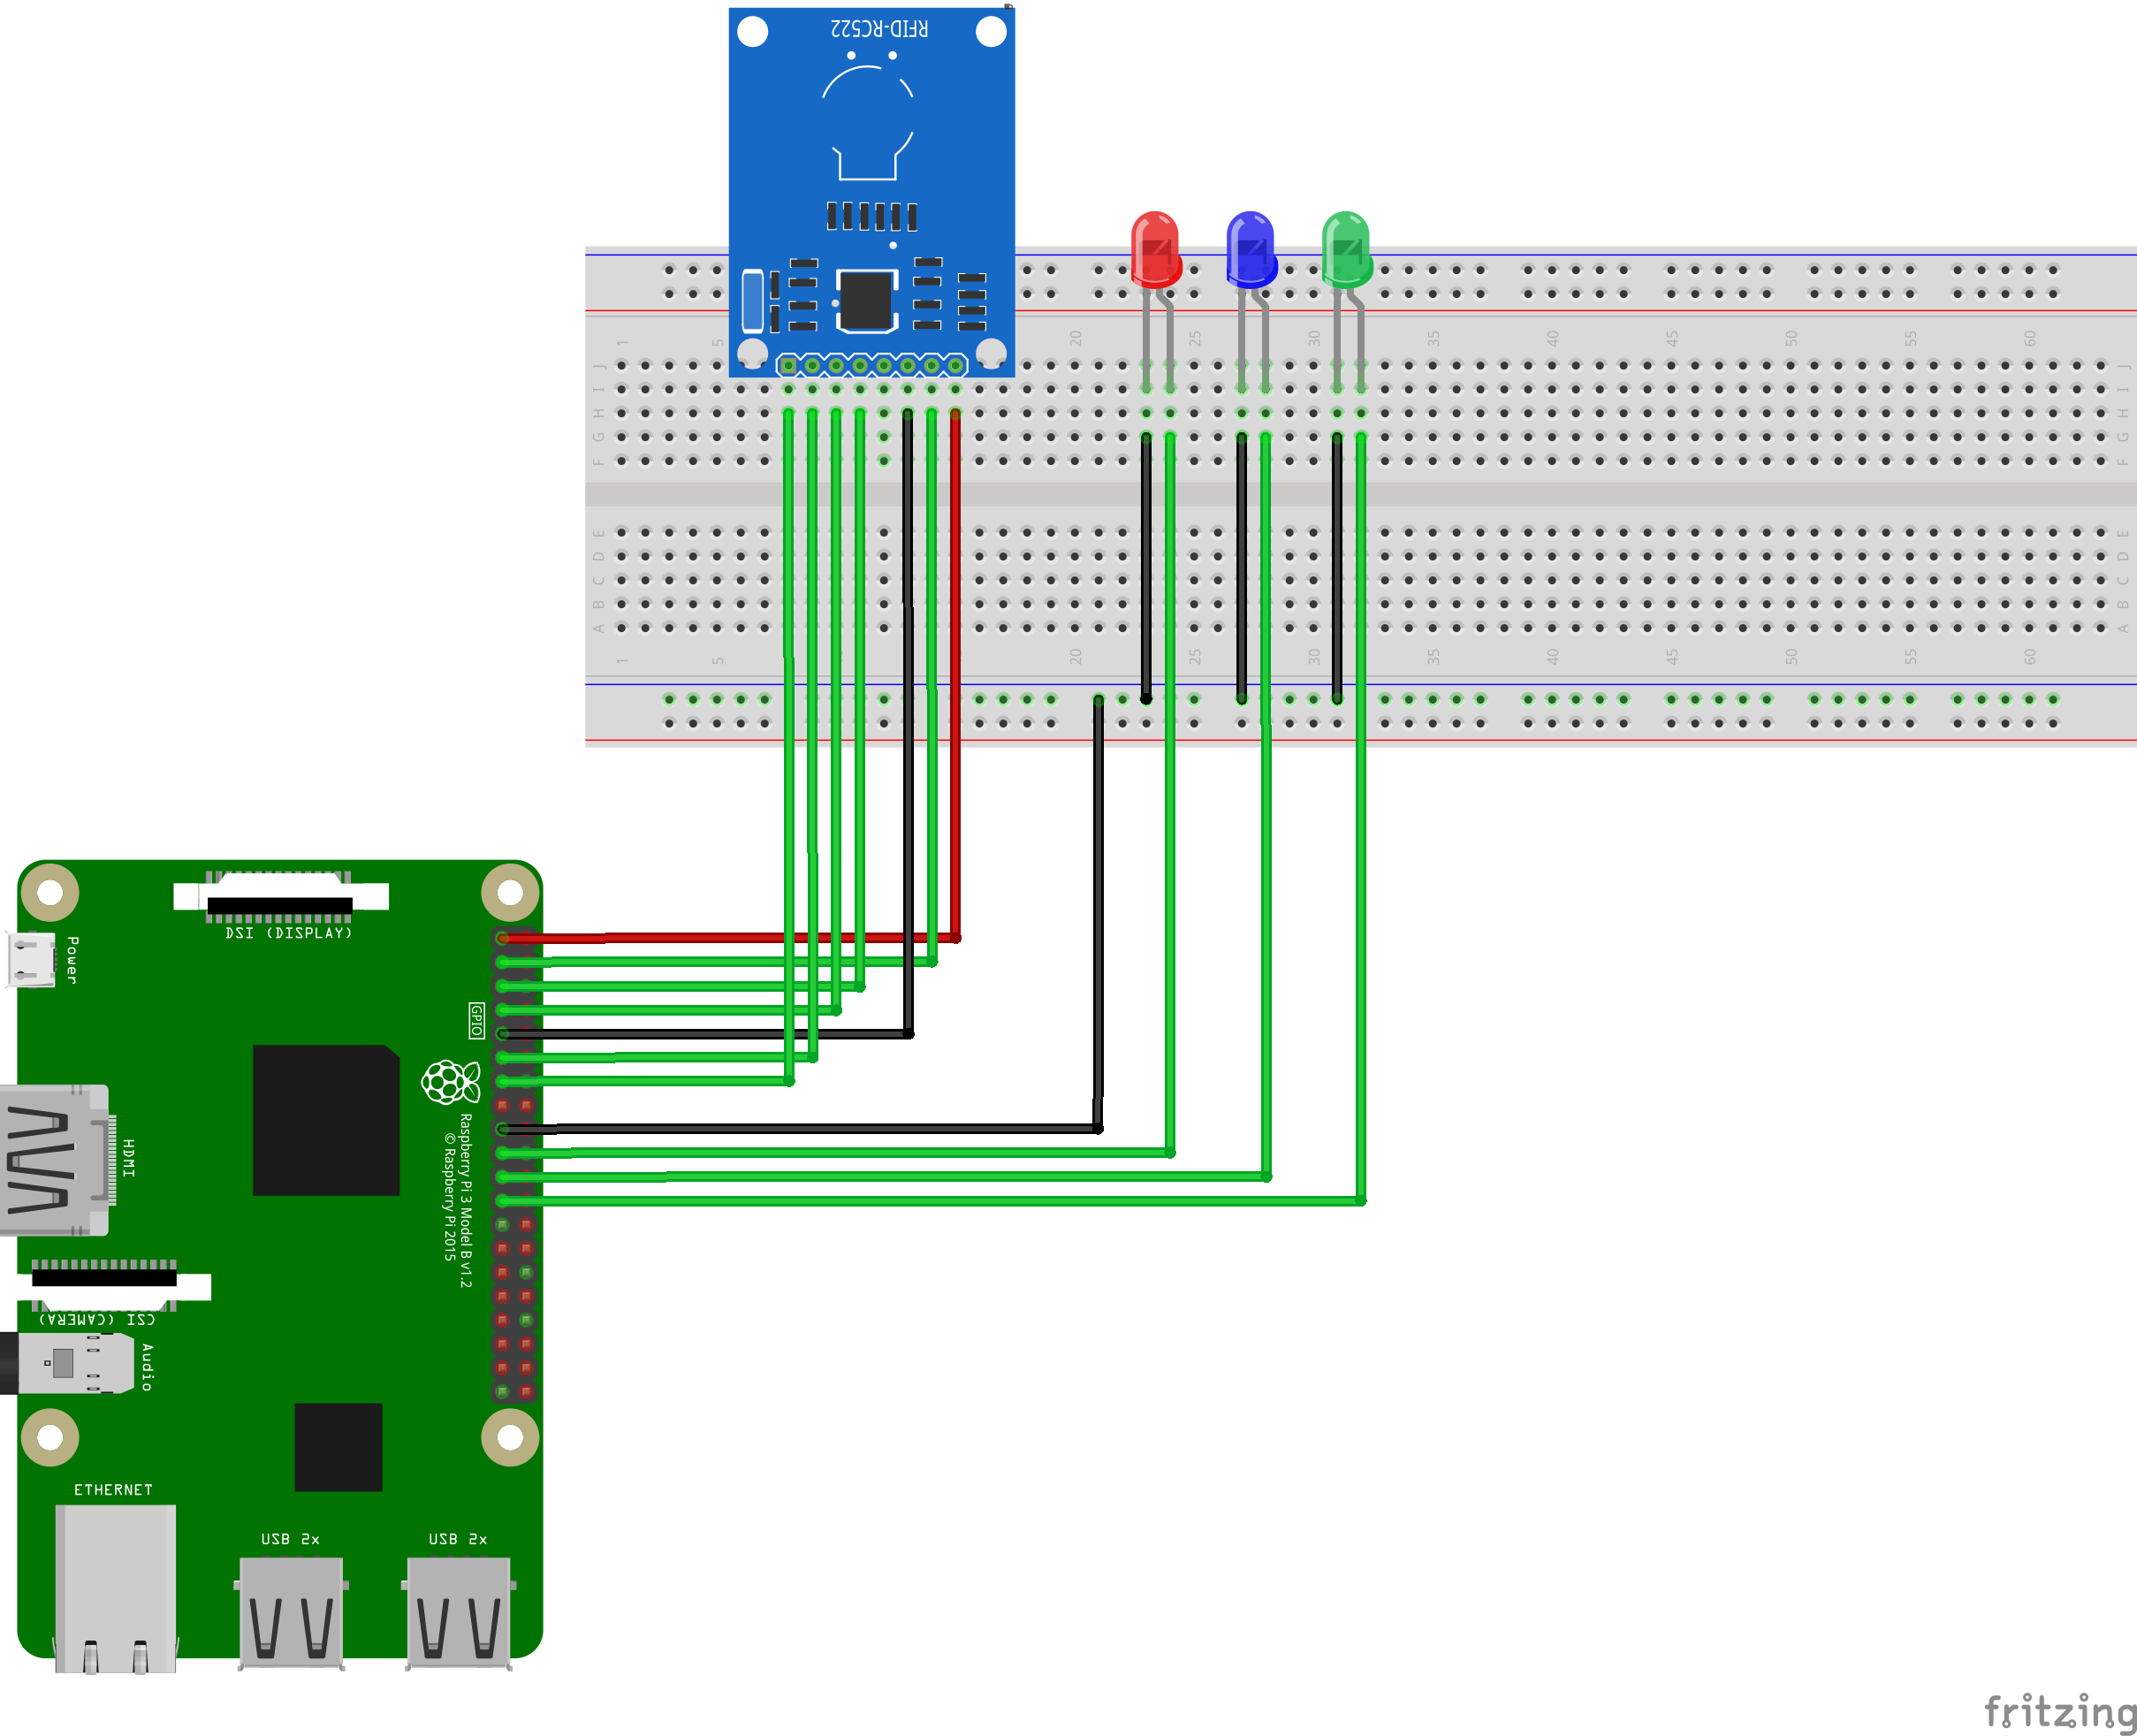 RFID-RC522
1 5 20 25 30 35 40 45 50 55 60
J J
I I
H H
G G
F F
E E
D D
C C
B B
A A
1 5 20 25 30 35 40 45 50 55 60
DSI (DISPLAY)
Power
GPIO
HDMI
Raspberry Pi 3 Model B v1.2
© Raspberry Pi 2015
CSI (CAMERA)
Audio
ETHERNET
USB 2x
USB 2x
fritzing